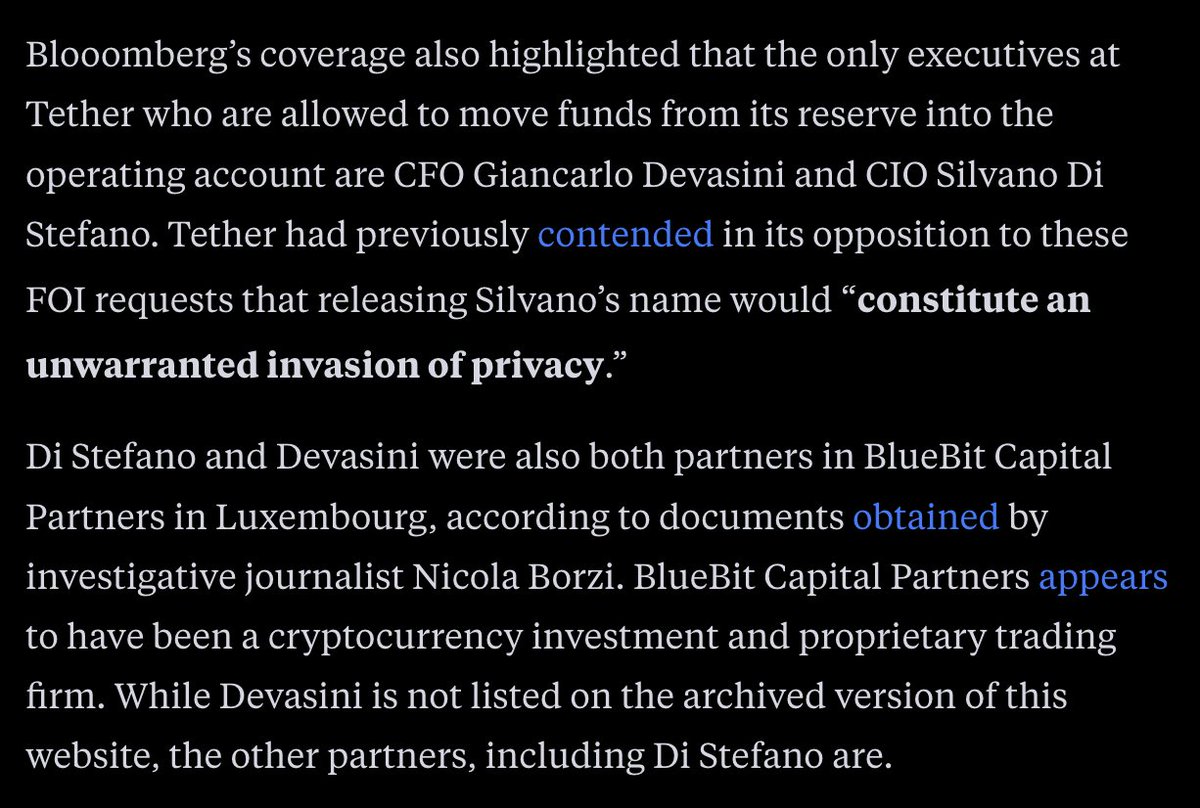 Blooomberg’s coverage also highlighted that the only executives at
Tether who are allowed to move funds from its reserve into the
operating account are CFO Giancarlo Devasini and CIO Silvano Di
Stefano. Tether had previously contended in its opposition to these
FOI requests that releasing Silvano’s name would “constitute an
unwarranted invasion of privacy.”
Di Stefano and Devasini were also both partners in BlueBit Capital
Partners in Luxembourg, according to documents obtained by
investigative journalist Nicola Borzi. BlueBit Capital Partners appears
to have been a cryptocurrency investment and proprietary trading
firm. While Devasini is not listed on the archived version of this
website, the other partners, including Di Stefano are.